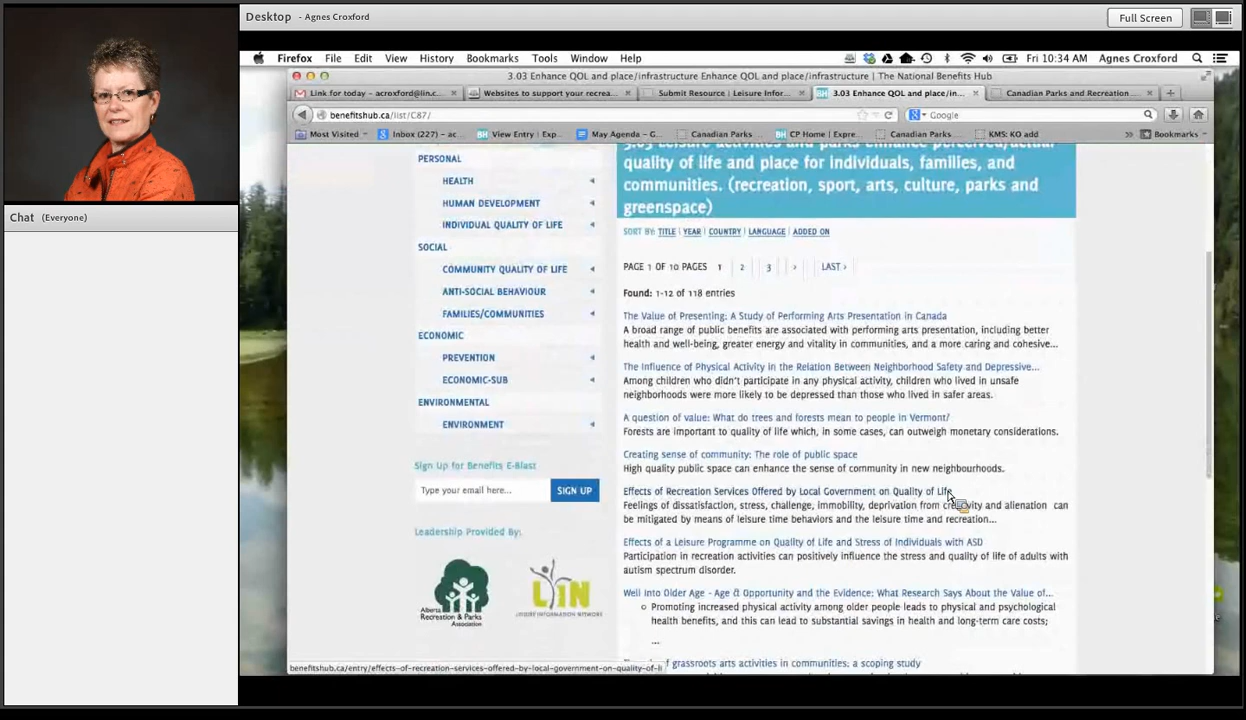 Desktop - Agnes Croxford
Full Screen
Chat (Everyone)
Firefox File Edit View History Bookmarks Tools Window Help
Fri 10:34 AM Agnes Croxford
3.03 Enhance QOL and place/infrastructure Enhance QOL and place/infrastructure | The National Benefits Hub
Link for today - acroxford@lin.c...
Websites to support your recrea...
Submit Resource | Leisure Infor...
3.03 Enhance QOL and place/in...
Canadian Parks and Recreation ...
benefitshub.ca/list/C87/
Google
Most Visited
Inbox (227) - ac...
View Entry | Exp...
May Agenda - G...
Canadian Parks ...
CP Home | Expre...
Canadian Parks ...
KMS: KO add
Bookmarks
PERSONAL
HEALTH
HUMAN DEVELOPMENT
INDIVIDUAL QUALITY OF LIFE
SOCIAL
COMMUNITY QUALITY OF LIFE
ANTI-SOCIAL BEHAVIOUR
FAMILIES/COMMUNITIES
ECONOMIC
PREVENTION
ECONOMIC-SUB
ENVIRONMENTAL
ENVIRONMENT
Sign Up for Benefits E-Blast
Type your email here...
SIGN UP
Leadership Provided By:
Alberta
Recreation & Parks
Association
LIN
LEISURE INFORMATION NETWORK
3.03 Leisure activities and parks enhance perceived/actual
quality of life and place for individuals, families, and
communities. (recreation, sport, arts, culture, parks and
greenspace)
SORT BY: TITLE | YEAR | COUNTRY | LANGUAGE | ADDED ON
PAGE 1 OF 10 PAGES 1 2 3 > LAST ›
Found: 1-12 of 118 entries
The Value of Presenting: A Study of Performing Arts Presentation in Canada
A broad range of public benefits are associated with performing arts presentation, including better
health and well-being, greater energy and vitality in communities, and a more caring and cohesive...
The Influence of Physical Activity in the Relation Between Neighborhood Safety and Depressive...
Among children who didn't participate in any physical activity, children who lived in unsafe
neighborhoods were more likely to be depressed than those who lived in safer areas.
A question of value: What do trees and forests mean to people in Vermont?
Forests are important to quality of life which, in some cases, can outweigh monetary considerations.
Creating sense of community: The role of public space
High quality public space can enhance the sense of community in new neighbourhoods.
Effects of Recreation Services Offered by Local Government on Quality of Life
Feelings of dissatisfaction, stress, challenge, immobility, deprivation from creativity and alienation can
be mitigated by means of leisure time behaviors and the leisure time and recreation...
Effects of a Leisure Programme on Quality of Life and Stress of Individuals with ASD
Participation in recreation activities can positively influence the stress and quality of life of adults with
autism spectrum disorder.
Well Into Older Age - Age & Opportunity and the Evidence: What Research Says About the Value of...
Promoting increased physical activity among older people leads to physical and psychological
health benefits, and this can lead to substantial savings in health and long-term care costs;
...
of grassroots arts activities in communities: a scoping study
benefitshub.ca/entry/effects-of-recreation-services-offered-by-local-government-on-quality-of-li